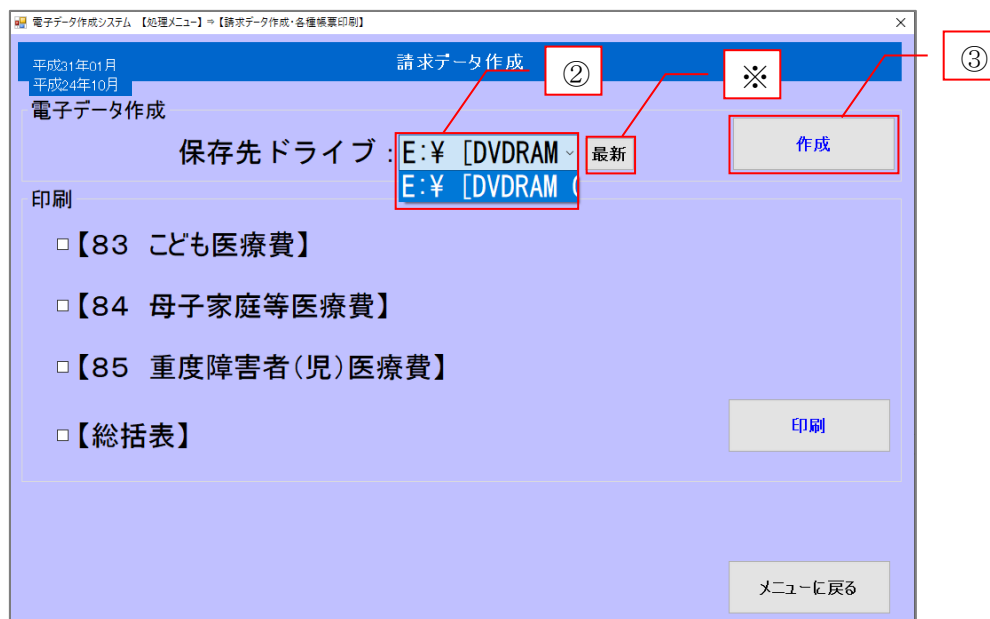 電子データ作成システム 【処理メニュー】⇒【請求データ作成・各種帳票印刷】
平成31年01月
請求データ作成
平成24年10月
②
※
③
電子データ作成
保存先ドライブ:
E:¥ [DVDRAM
最新
作成
E:¥ [DVDRAM (
印刷
【83 こども医療費】
【84 母子家庭等医療費】
【85 重度障害者(児)医療費】
【総括表】
印刷
メニューに戻る